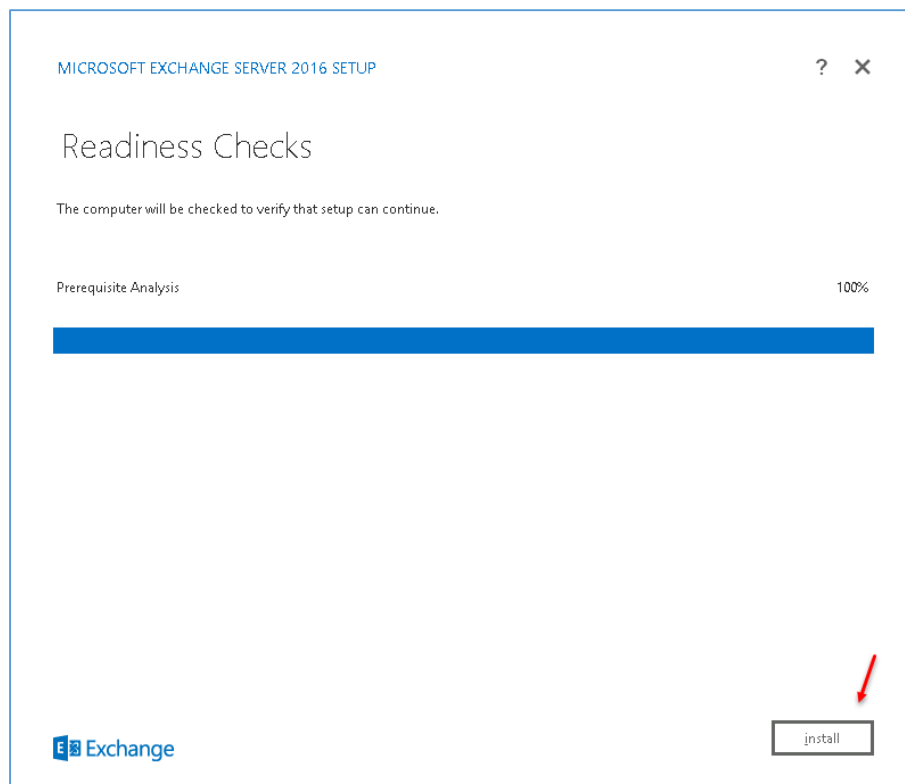 MICROSOFT EXCHANGE SERVER 2016 SETUP
?
Readiness Checks
The computer will be checked to verify that setup can continue.
Prerequisite Analysis 100%
Exchange
install